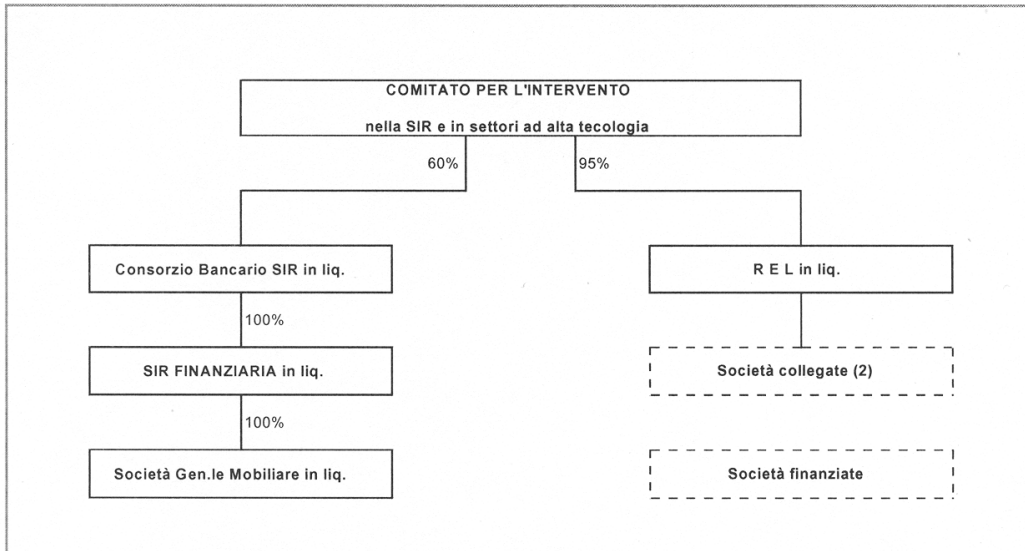 COMITATO PER L'INTERVENTO
nella SIR e in settori ad alta tecologia
60%
95%
Consorzio Bancario SIR in liq.
R E L in liq.
100%
SIR FINANZIARIA in liq.
Società collegate (2)
100%
Società Gen.le Mobiliare in liq.
Società finanziate